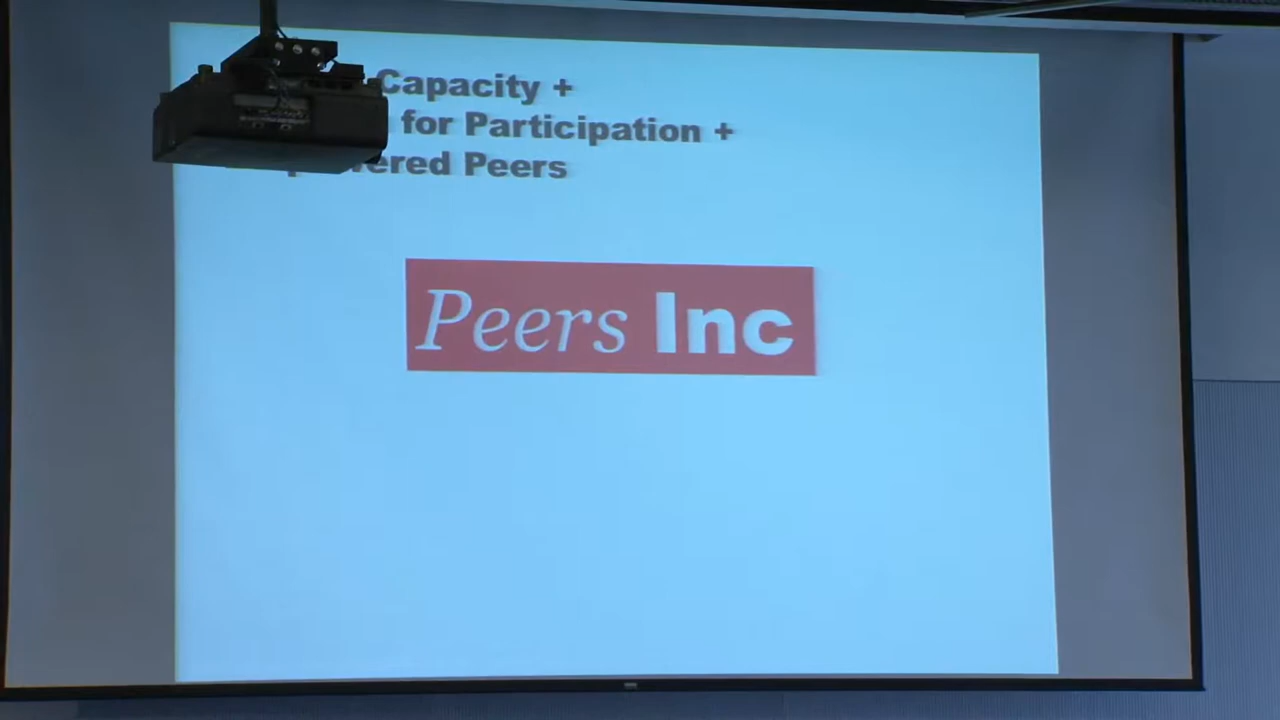 Capacity +
for Participation +
Peers
Peers Inc